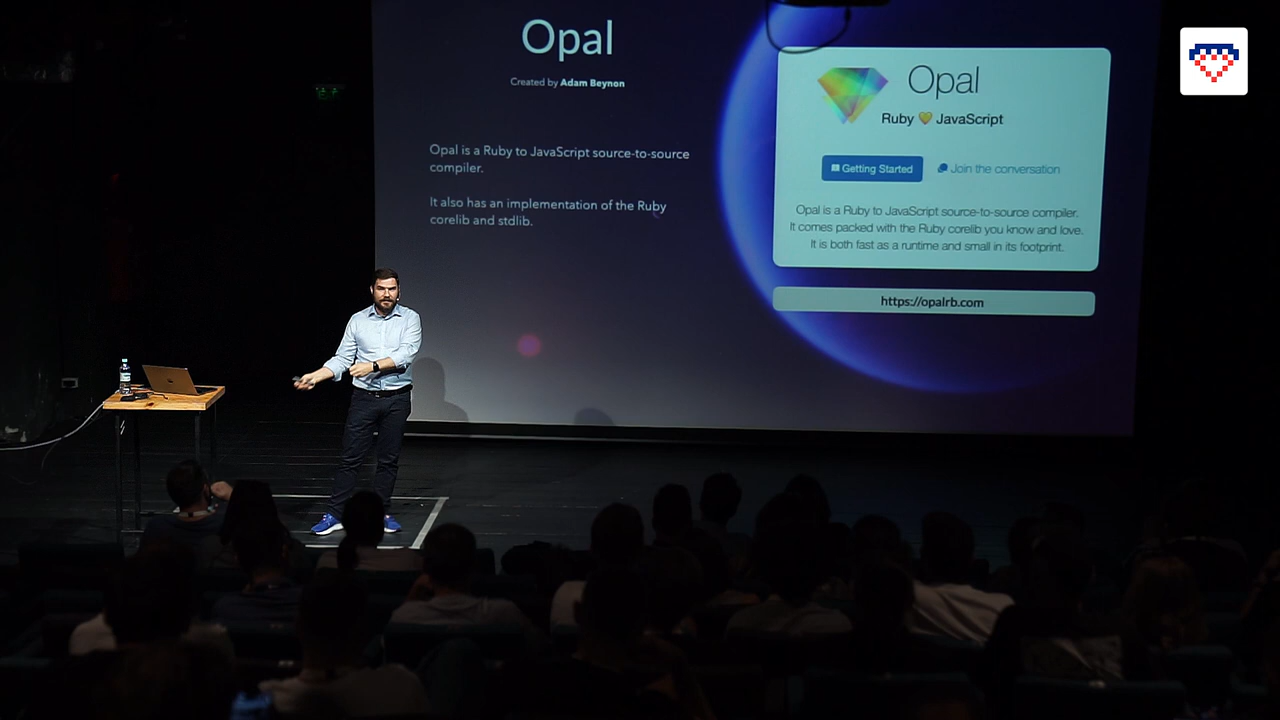 Opal
Created by Adam Beynon
Opal is a Ruby to JavaScript source-to-source
compiler.
It also has an implementation of the Ruby
corelib and stdlib.
Opal
Ruby 💛 JavaScript
Getting Started
Join the conversation
Opal is a Ruby to JavaScript source-to-source compiler.
It comes packed with the Ruby corelib you know and love.
It is both fast as a runtime and small in its footprint.
https://opalrb.com